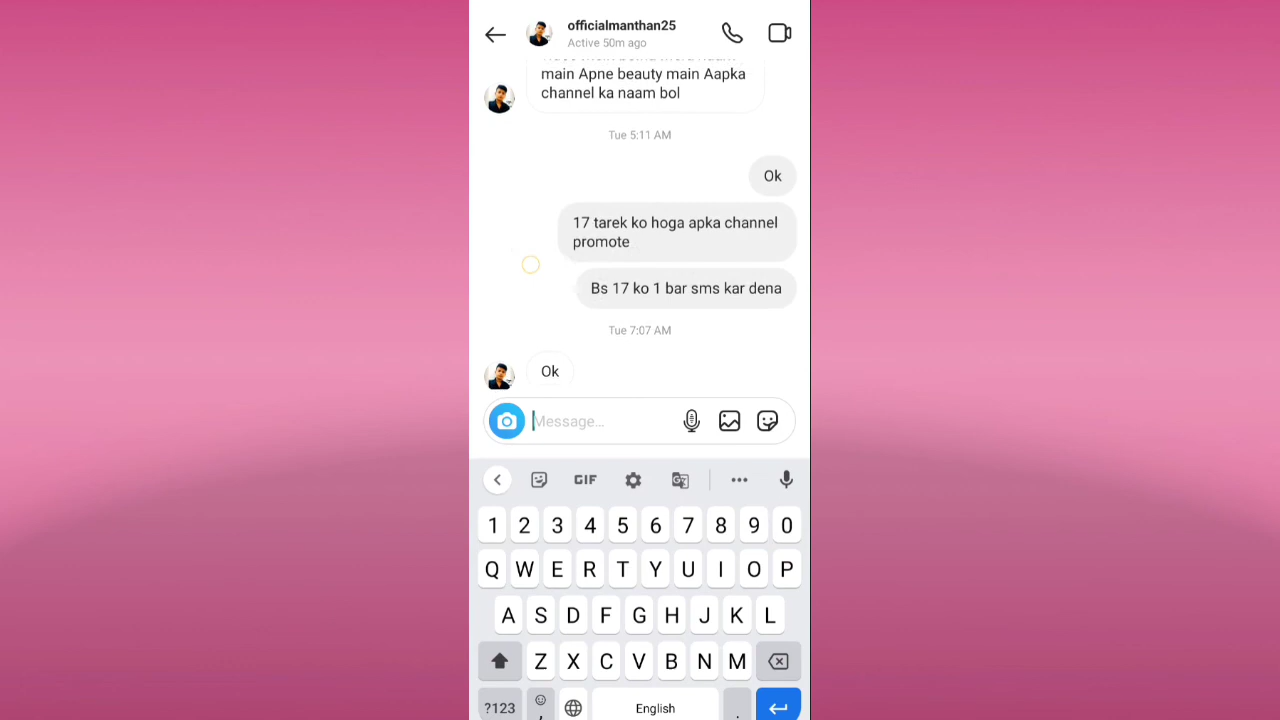 officialmanthan25
Active 50m ago
main Apne beauty main Aapka
channel ka naam bol
Tue 5:11 AM
Ok
17 tarek ko hoga apka channel
promote
Bs 17 ko 1 bar sms kar dena
Tue 7:07 AM
Ok
Message...
GIF
1 2 3 4 5 6 7 8 9 0
Q W E R T Y U I O P
A S D F G H J K L
Z X C V B N M
?123 , English .